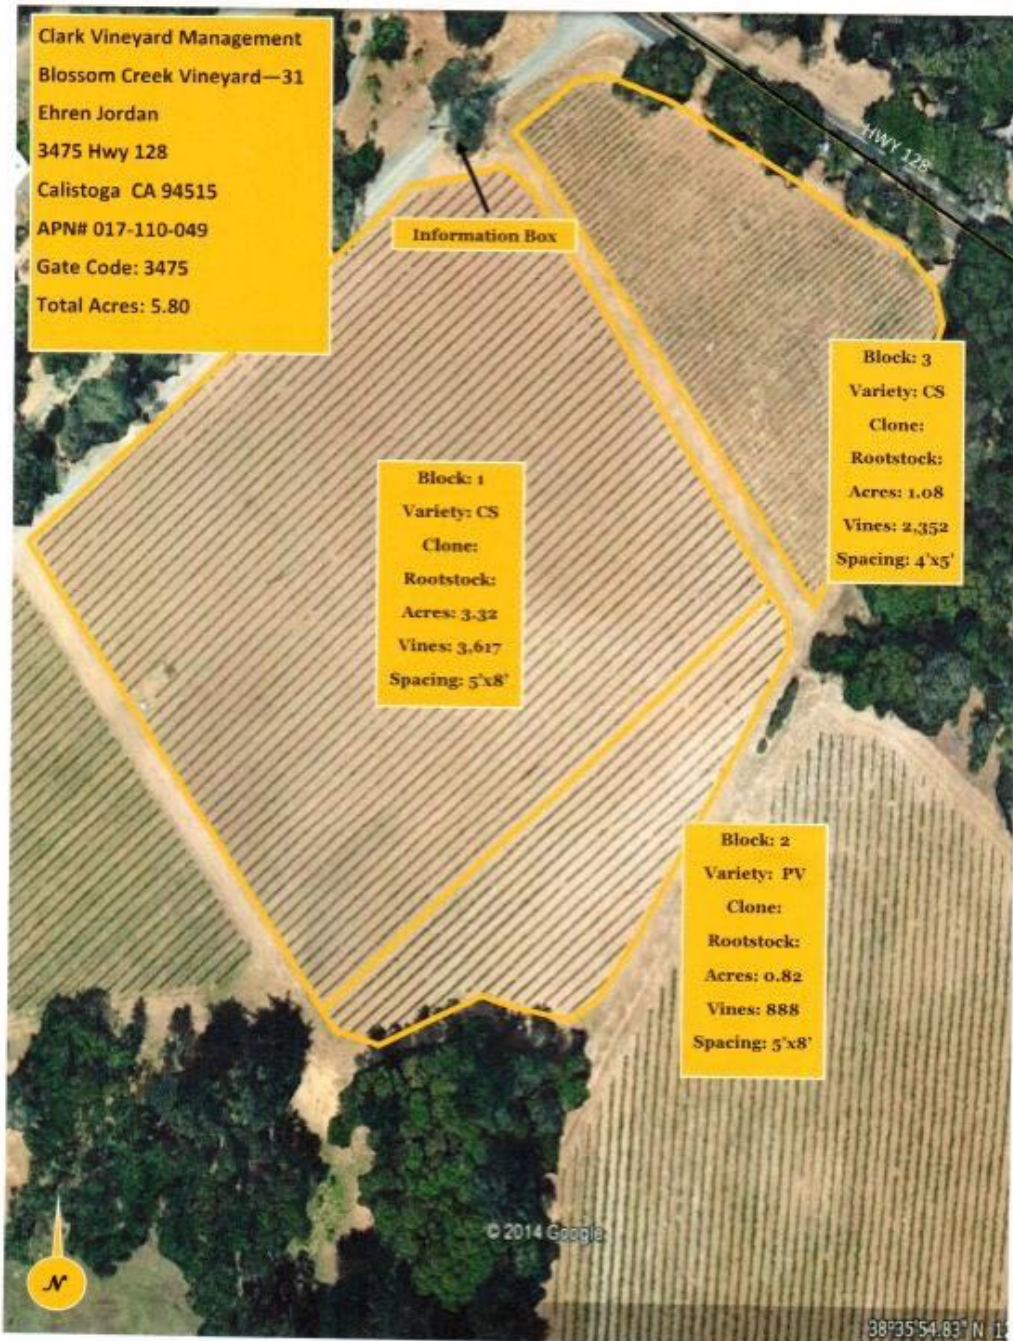 Clark Vineyard Management
Blossom Creek Vineyard—31
Ehren Jordan
3475 Hwy 128
Calistoga CA 94515
APN# 017-110-049
Gate Code: 3475
Total Acres: 5.80
HWY 128
Information Box
Block: 3
Variety: CS
Clone:
Rootstock:
Acres: 1.08
Vines: 2,352
Spacing: 4'x5'
Block: 1
Variety: CS
Clone:
Rootstock:
Acres: 3.32
Vines: 3,617
Spacing: 5'x8'
Block: 2
Variety: PV
Clone:
Rootstock:
Acres: 0.82
Vines: 888
Spacing: 5'x8'
© 2014 Google
N
38°35'54.83" N